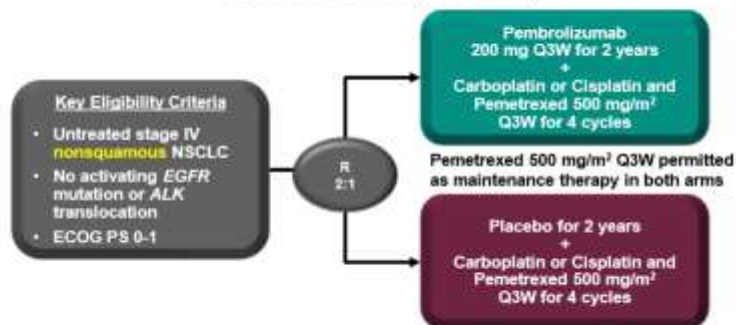 Key Eligibility Criteria
• Untreated stage IV
nonsquamous NSCLC
• No activating EGFR
mutation or ALK
translocation
• ECOG PS 0-1
R
2:1
Pembrolizumab
200 mg Q3W for 2 years
+
Carboplatin or Cisplatin and
Pemetrexed 500 mg/m²
Q3W for 4 cycles
Pemetrexed 500 mg/m² Q3W permitted
as maintenance therapy in both arms
Placebo for 2 years
+
Carboplatin or Cisplatin and
Pemetrexed 500 mg/m²
Q3W for 4 cycles